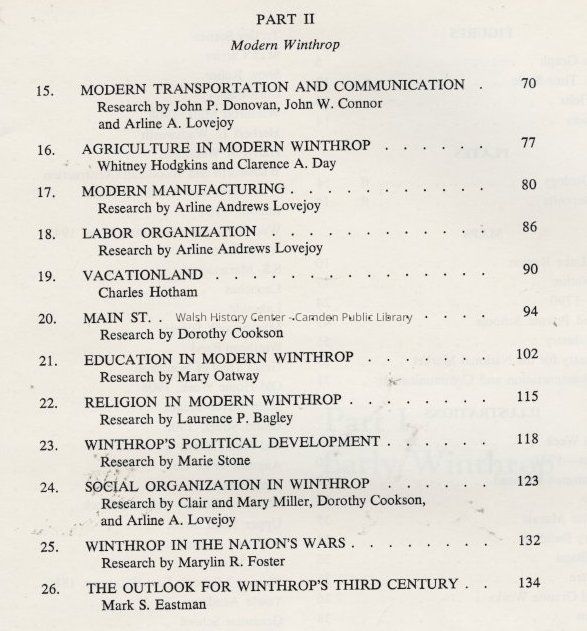 PART II
Modern Winthrop
15. MODERN TRANSPORTATION AND COMMUNICATION . 70
Research by John P. Donovan, John W. Connor
and Arline A. Lovejoy
16. AGRICULTURE IN MODERN WINTHROP . . . . . . 77
Whitney Hodgkins and Clarence A. Day
17. MODERN MANUFACTURING . . . . . . . . . . . 80
Research by Arline Andrews Lovejoy
18. LABOR ORGANIZATION . . . . . . . . . . . . 86
Research by Arline Andrews Lovejoy
19. VACATIONLAND . . . . . . . . . . . . . . . 90
Charles Hotham
20. MAIN ST. . . . . . . . . . . . . . . . . . 94
Walsh History Center - Camden Public Library
Research by Dorothy Cookson
21. EDUCATION IN MODERN WINTHROP . . . . . . . 102
Research by Mary Oatway
22. RELIGION IN MODERN WINTHROP . . . . . . . . 115
Research by Laurence P. Bagley
23. WINTHROP'S POLITICAL DEVELOPMENT . . . . . . 118
Research by Marie Stone
24. SOCIAL ORGANIZATION IN WINTHROP . . . . . . 123
Research by Clair and Mary Miller, Dorothy Cookson,
and Arline A. Lovejoy
25. WINTHROP IN THE NATION'S WARS . . . . . . . . 132
Research by Marylin R. Foster
26. THE OUTLOOK FOR WINTHROP'S THIRD CENTURY . . 134
Mark S. Eastman